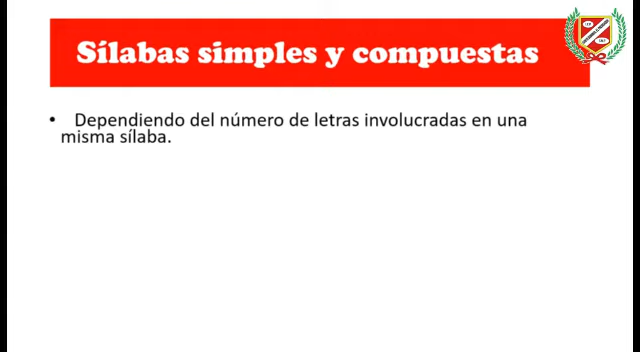 Sílabas simples y compuestas
• Dependiendo del número de letras involucradas en una
misma sílaba.